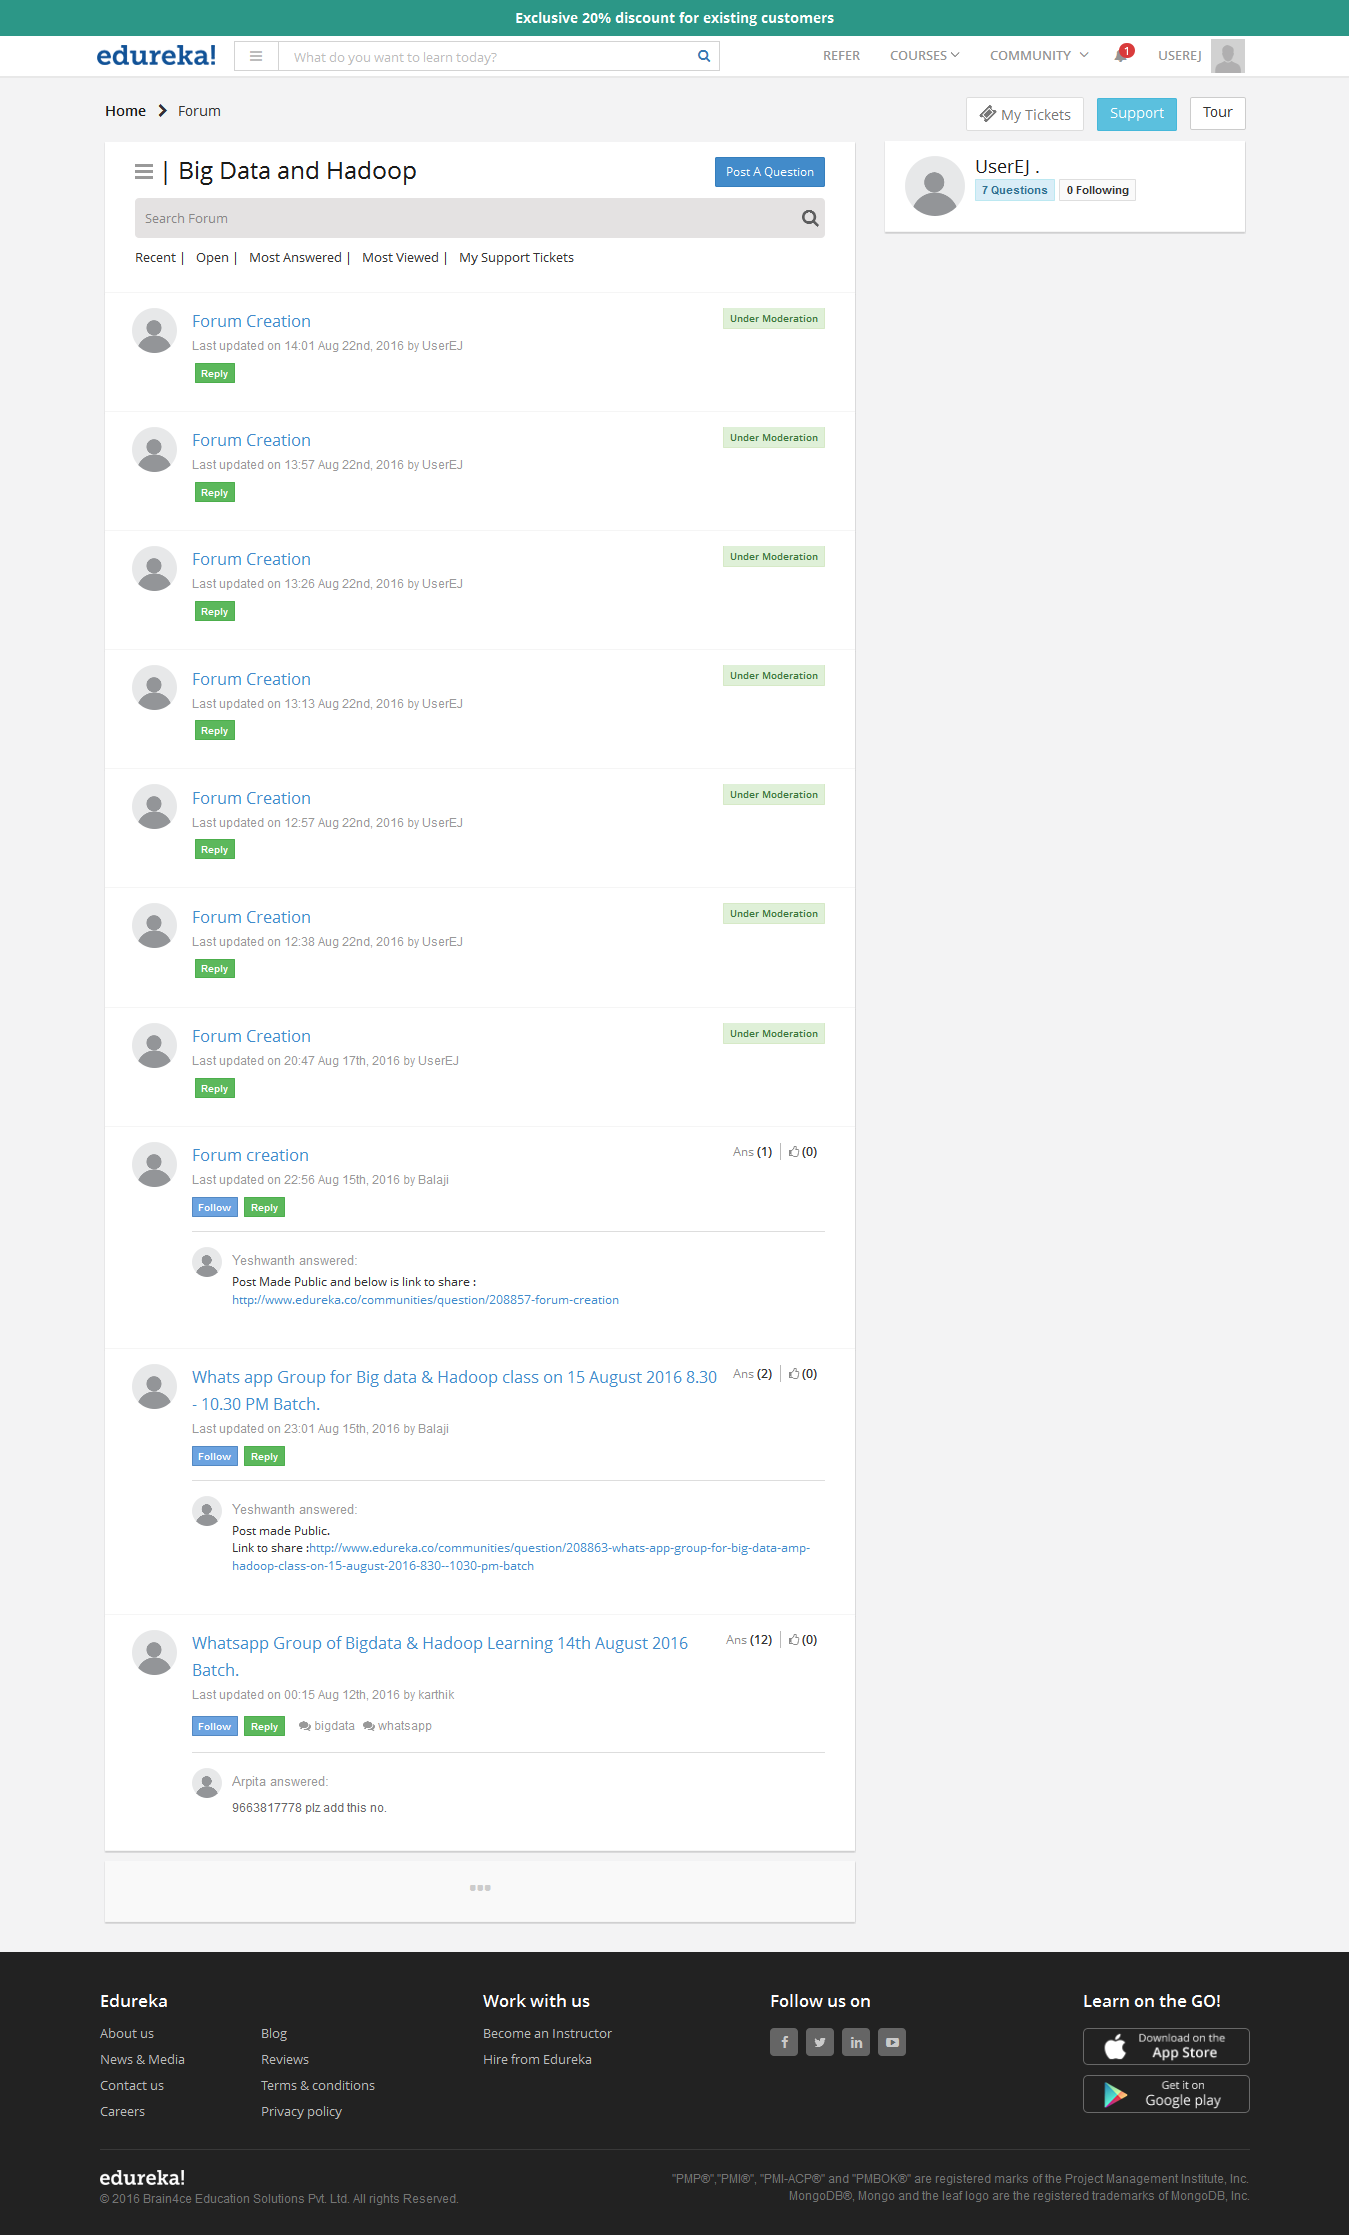 Exclusive 20% discount for existing customers
edureka!
What do you want to learn today?
REFER
COURSES
COMMUNITY
1
USEREJ
Home
Forum
My Tickets
Support
Tour
| Big Data and Hadoop
Post A Question
UserEJ .
7 Questions
0 Following
Search Forum
Recent | Open | Most Answered | Most Viewed | My Support Tickets
Forum Creation
Under Moderation
Last updated on 14:01 Aug 22nd, 2016 by UserEJ
Reply
Forum Creation
Under Moderation
Last updated on 13:57 Aug 22nd, 2016 by UserEJ
Reply
Forum Creation
Under Moderation
Last updated on 13:26 Aug 22nd, 2016 by UserEJ
Reply
Forum Creation
Under Moderation
Last updated on 13:13 Aug 22nd, 2016 by UserEJ
Reply
Forum Creation
Under Moderation
Last updated on 12:57 Aug 22nd, 2016 by UserEJ
Reply
Forum Creation
Under Moderation
Last updated on 12:38 Aug 22nd, 2016 by UserEJ
Reply
Forum Creation
Under Moderation
Last updated on 20:47 Aug 17th, 2016 by UserEJ
Reply
Forum creation
Ans (1) (0)
Last updated on 22:56 Aug 15th, 2016 by Balaji
Follow Reply
Yeshwanth answered:
Post Made Public and below is link to share :
http://www.edureka.co/communities/question/208857-forum-creation
Whats app Group for Big data & Hadoop class on 15 August 2016 8.30
- 10.30 PM Batch.
Ans (2) (0)
Last updated on 23:01 Aug 15th, 2016 by Balaji
Follow Reply
Yeshwanth answered:
Post made Public.
Link to share :http://www.edureka.co/communities/question/208863-whats-app-group-for-big-data-amp-
hadoop-class-on-15-august-2016-830--1030-pm-batch
Whatsapp Group of Bigdata & Hadoop Learning 14th August 2016
Batch.
Ans (12) (0)
Last updated on 00:15 Aug 12th, 2016 by karthik
Follow Reply bigdata whatsapp
Arpita answered:
9663817778 plz add this no.
Edureka
About us
News & Media
Contact us
Careers
Blog
Reviews
Terms & conditions
Privacy policy
Work with us
Become an Instructor
Hire from Edureka
Follow us on
Learn on the GO!
Download on the
App Store
Get it on
Google play
edureka!
© 2016 Brain4ce Education Solutions Pvt. Ltd. All rights Reserved.
"PMP®","PMI®", "PMI-ACP®" and "PMBOK®" are registered marks of the Project Management Institute, Inc.
MongoDB®, Mongo and the leaf logo are the registered trademarks of MongoDB, Inc.